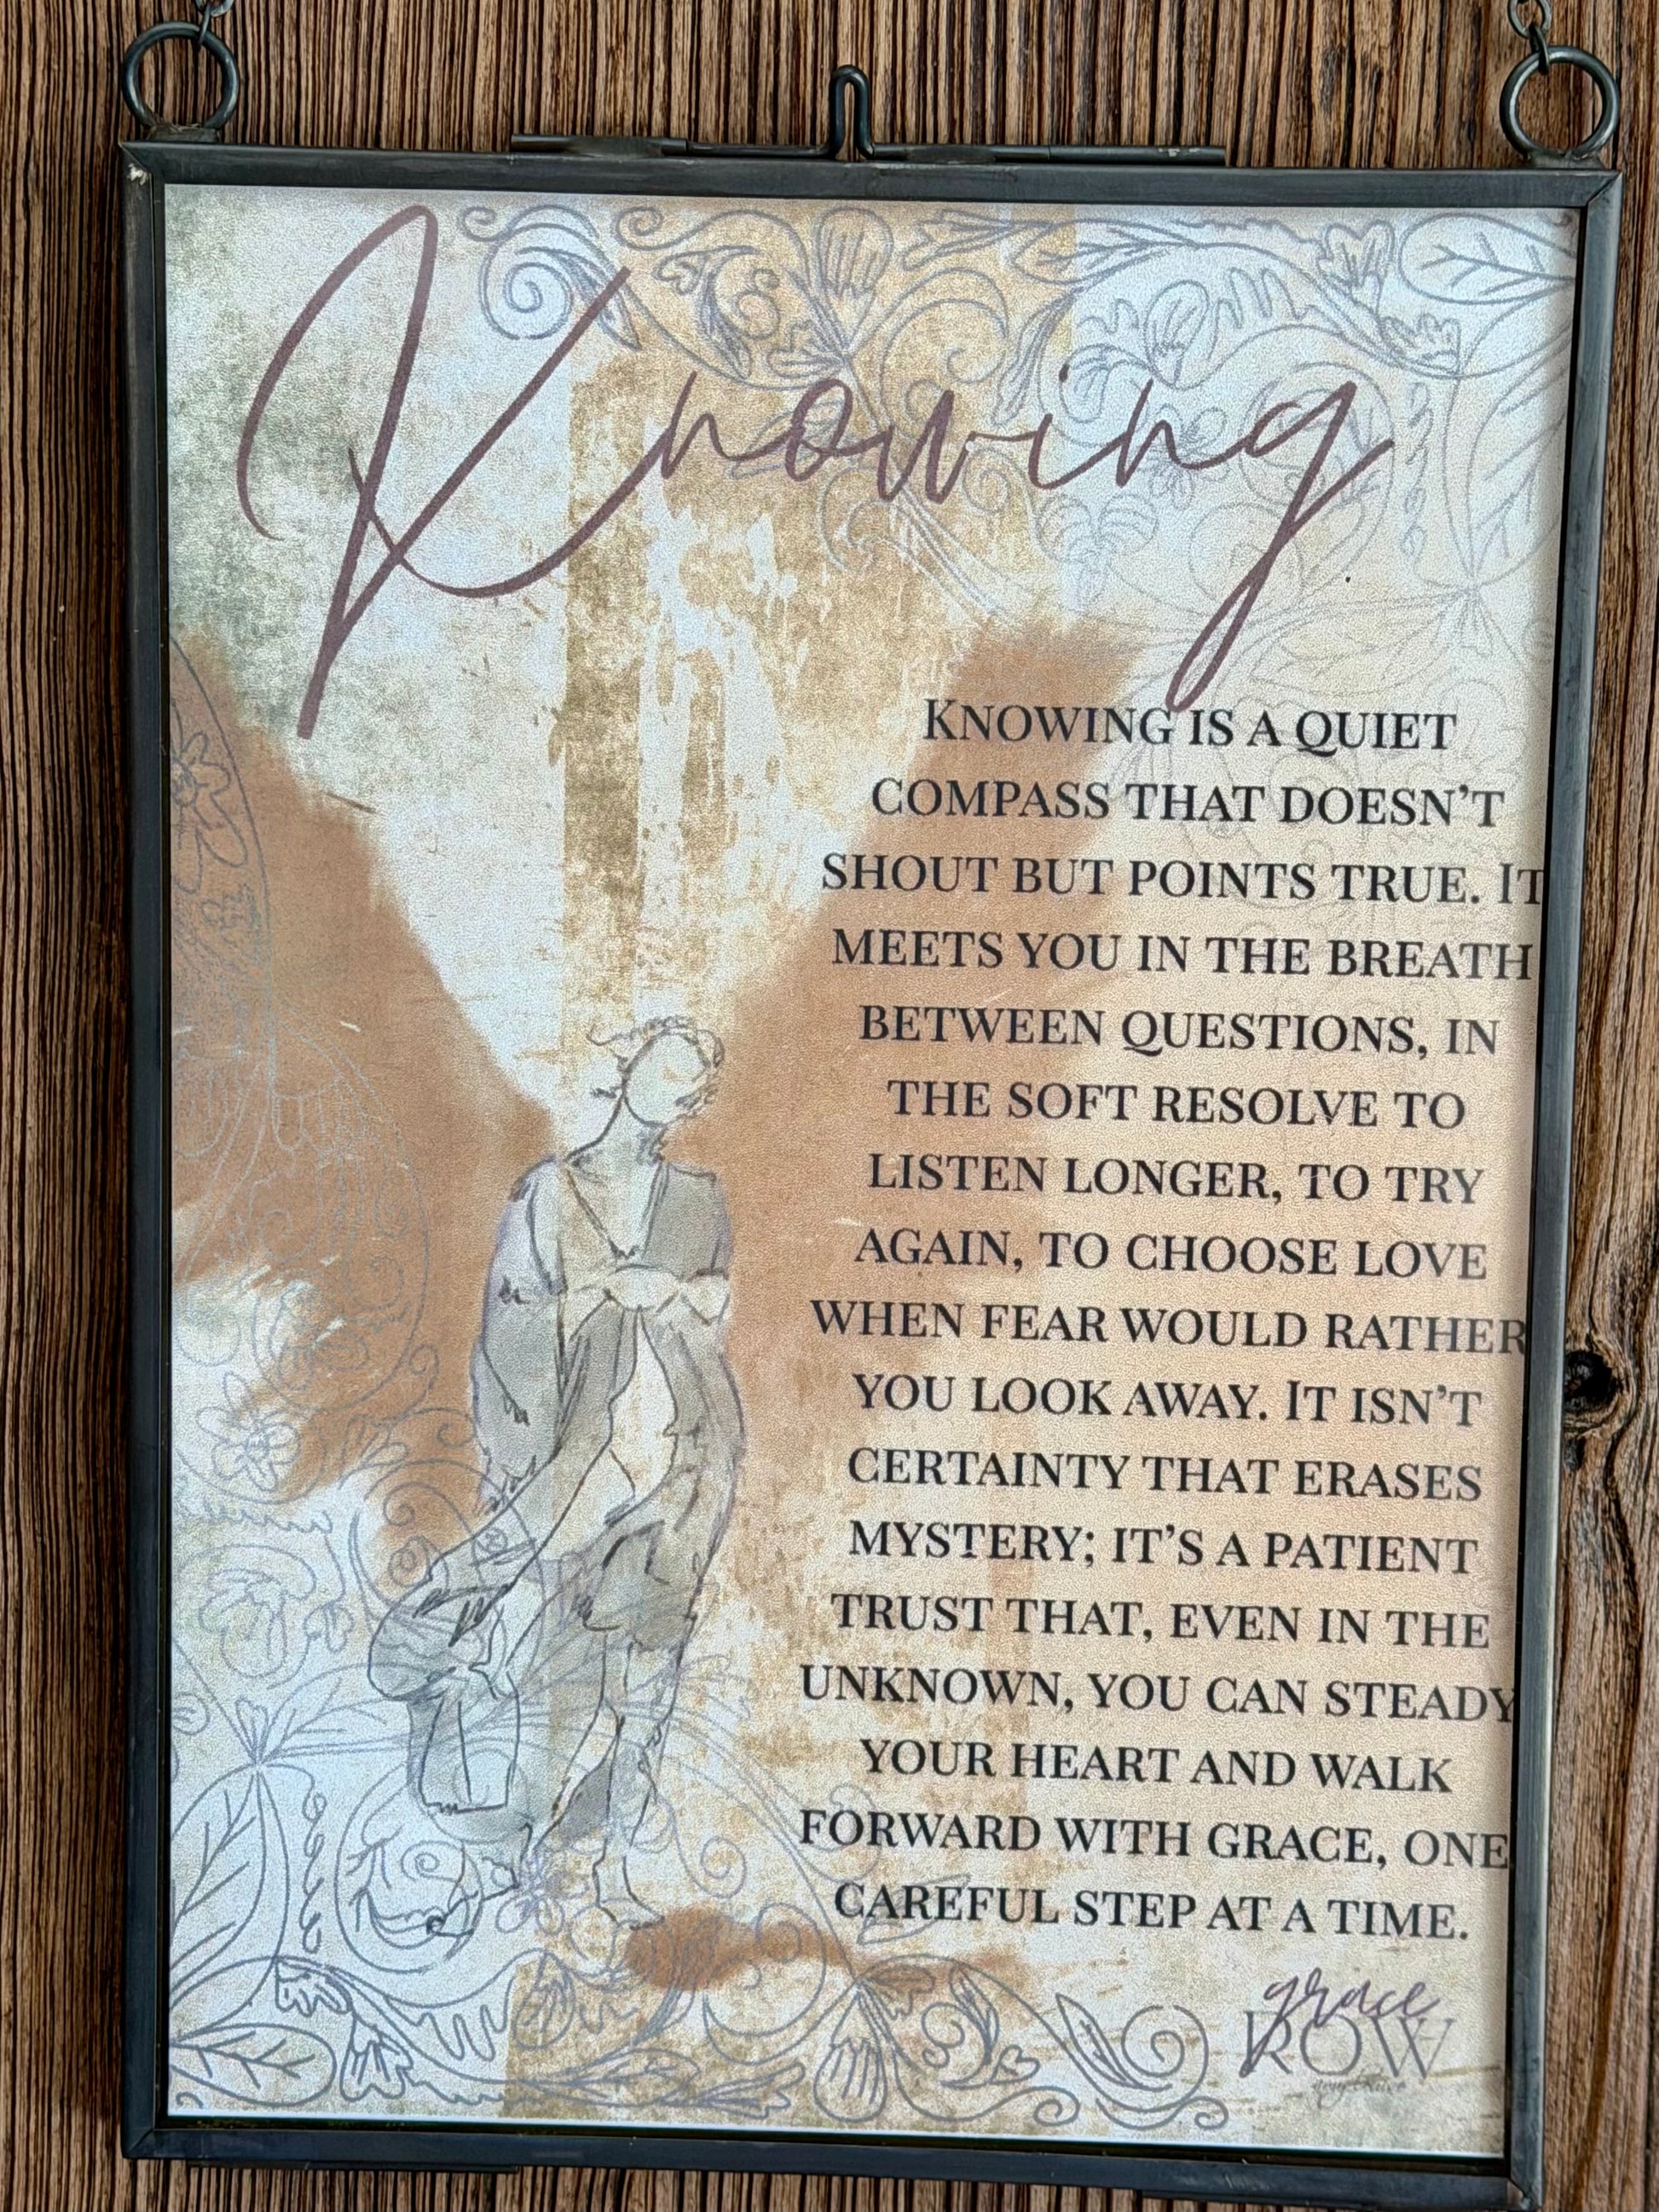 Knowing
KNOWING IS A QUIET
COMPASS THAT DOESN'T
SHOUT BUT POINTS TRUE. IT
MEETS YOU IN THE BREATH
BETWEEN QUESTIONS, IN
THE SOFT RESOLVE TO
LISTEN LONGER, TO TRY
AGAIN, TO CHOOSE LOVE
WHEN FEAR WOULD RATHER
YOU LOOK AWAY. IT ISN'T
CERTAINTY THAT ERASES
MYSTERY; IT'S A PATIENT
TRUST THAT, EVEN IN THE
UNKNOWN, YOU CAN STEADY
YOUR HEART AND WALK
FORWARD WITH GRACE, ONE
CAREFUL STEP AT A TIME.
grace
ROW